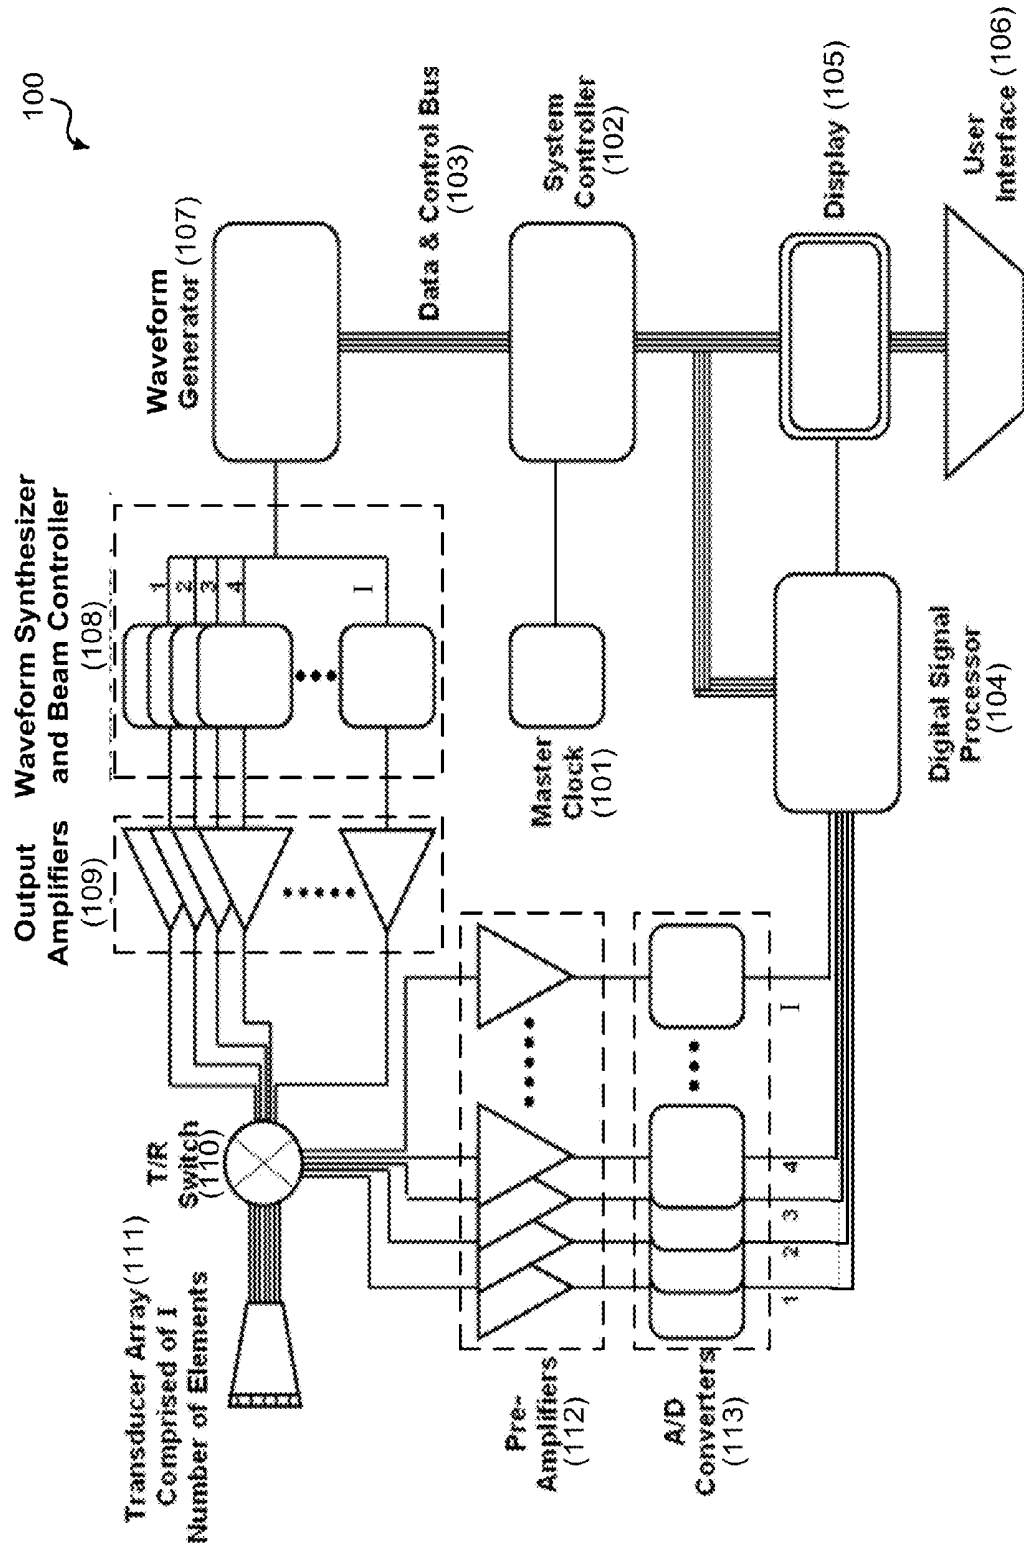 100
Transducer Array (111)
Comprised of I
Number of Elements
T/R
Switch
(110)
Output
Amplifiers
(109)
Waveform Synthesizer
and Beam Controller
(108)
1
2
3
4
I
Waveform
Generator (107)
Data & Control Bus
(103)
Pre-
Amplifiers
(112)
A/D
Converters
(113)
1
2
3
4
I
Master
Clock
(101)
System
Controller
(102)
Digital Signal
Processor
(104)
Display (105)
User
Interface (106)